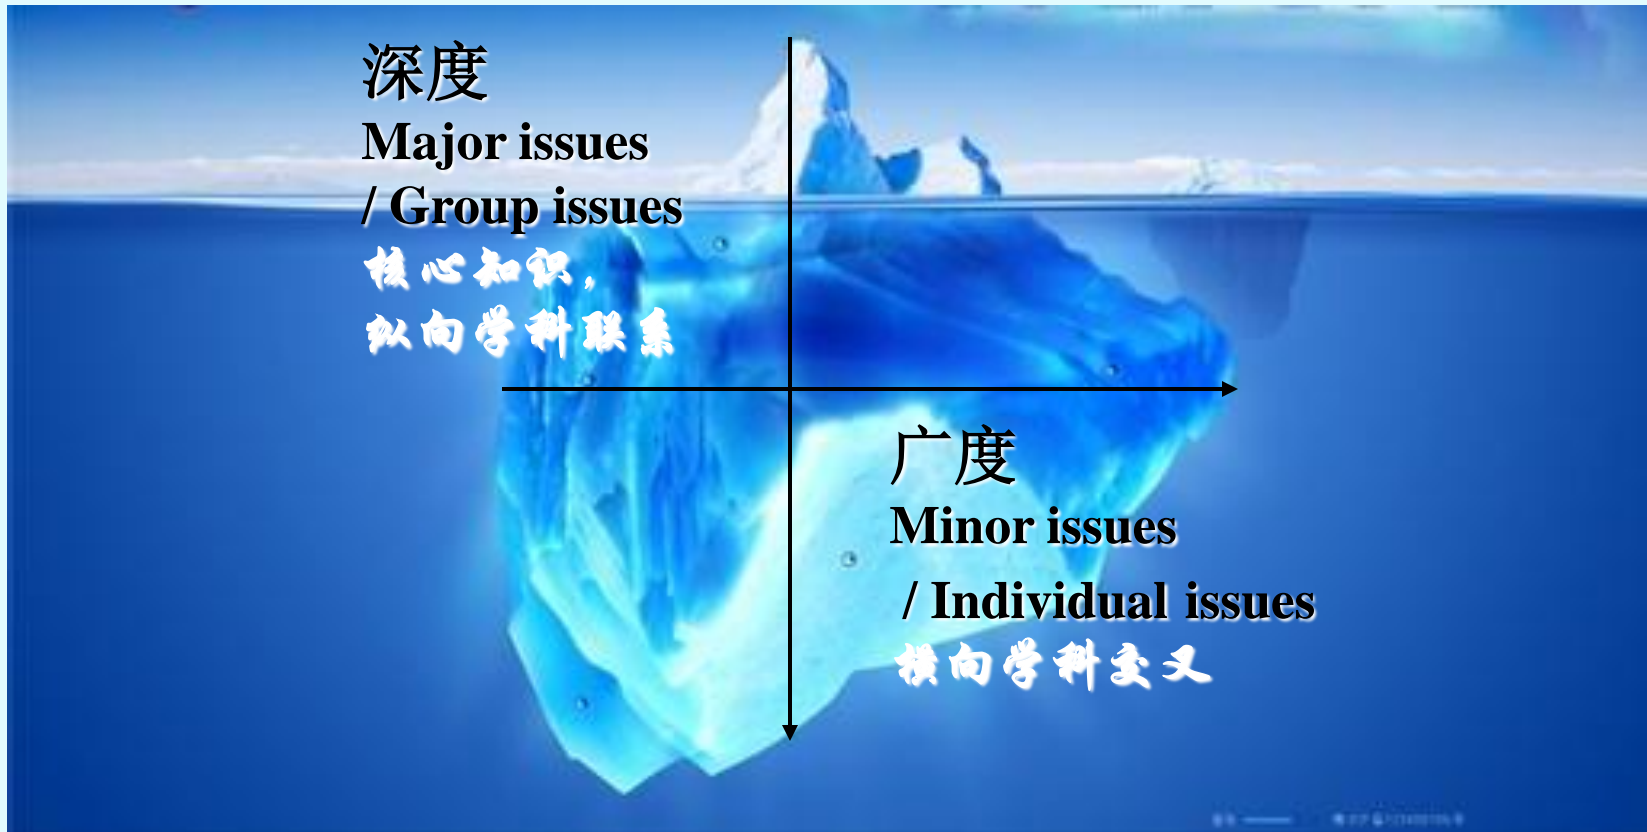 深度
Major issues
/ Group issues
核心知识，
纵向学科联系
广度
Minor issues
/ Individual issues
横向学科交叉